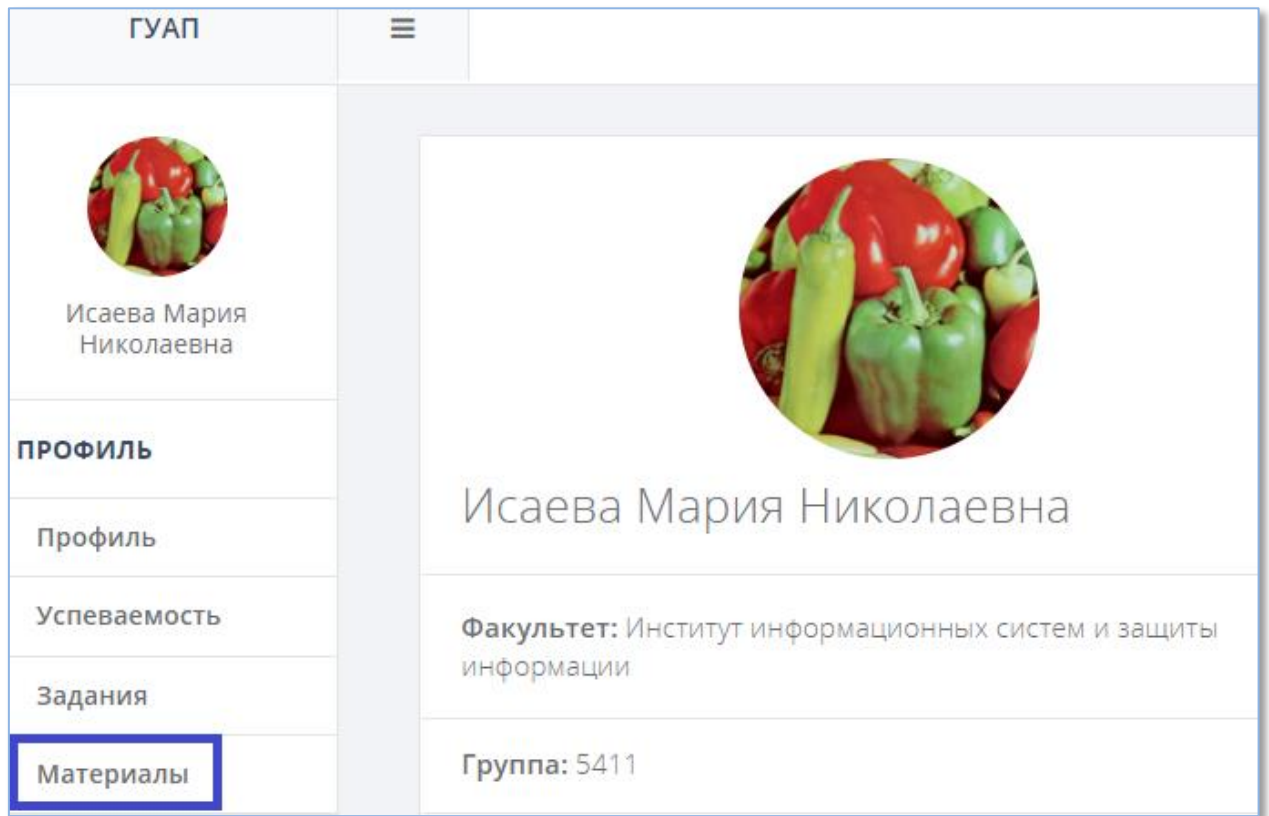 ГУАП
Исаева Мария
Николаевна
ПРОФИЛЬ
Профиль
Успеваемость
Задания
Материалы
Исаева Мария Николаевна
Факультет: Институт информационных систем и защиты
информации
Группа: 5411